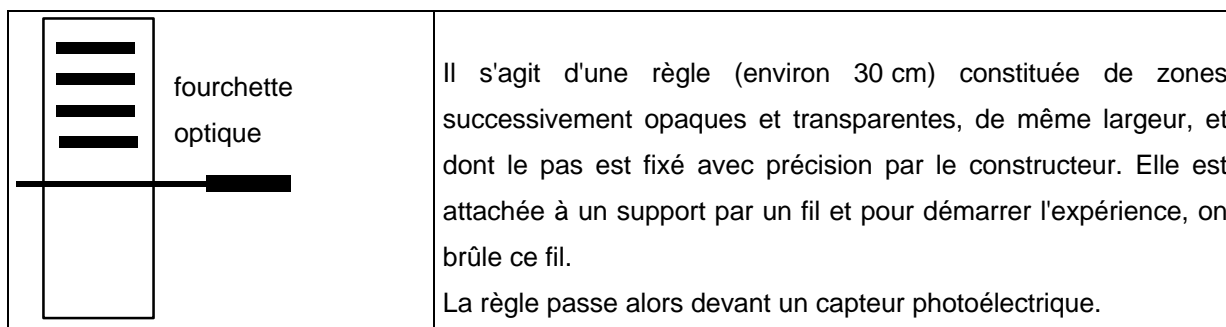 fourchette
optique
Il s'agit d'une règle (environ 30 cm) constituée de zones
successivement opaques et transparentes, de même largeur, et
dont le pas est fixé avec précision par le constructeur. Elle est
attachée à un support par un fil et pour démarrer l'expérience, on
brûle ce fil.
La règle passe alors devant un capteur photoélectrique.